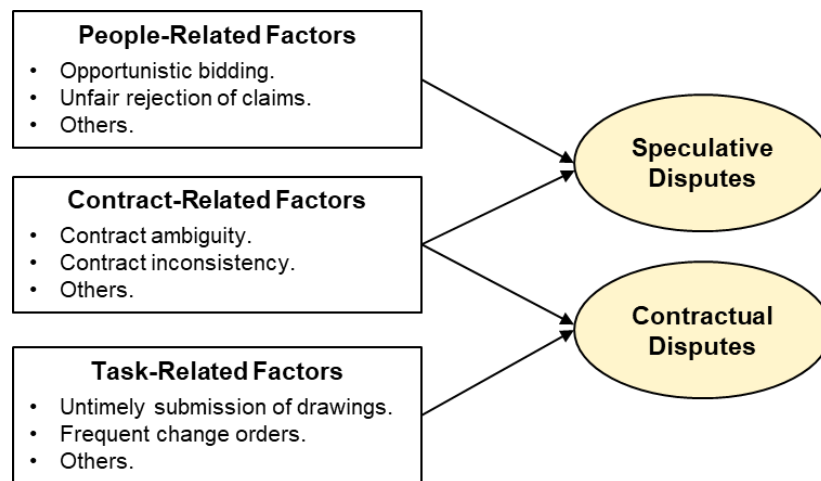 People-Related Factors
• Opportunistic bidding.
• Unfair rejection of claims.
• Others.
Contract-Related Factors
• Contract ambiguity.
• Contract inconsistency.
• Others.
Task-Related Factors
• Untimely submission of drawings.
• Frequent change orders.
• Others.
Speculative
Disputes
Contractual
Disputes